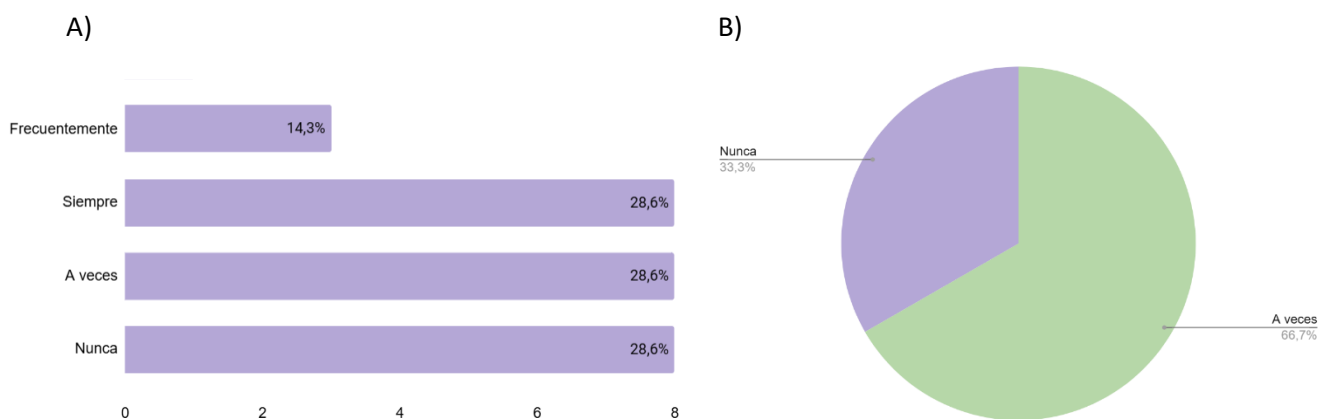 A)
Frecuentemente
14,3%
Siempre
28,6%
A veces
28,6%
Nunca
28,6%
0 2 4 6 8
B)
Nunca
33,3%
A veces
66,7%